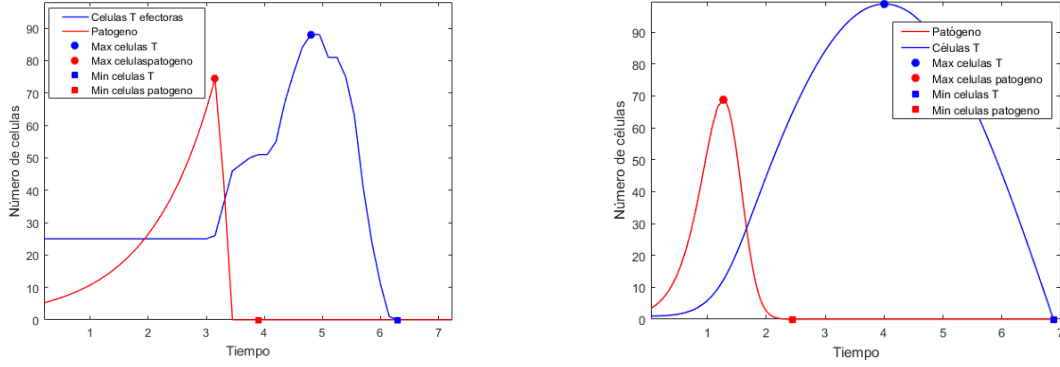 Celulas T efectoras
Patogeno
Max celulas T
Max celulaspatogeno
Min celulas T
Min celulas patogeno
90
80
70
60
50
40
30
20
10
0
Número de celulas
1 2 3 4 5 6 7
Tiempo
Patógeno
Células T
Max celulas T
Max celulas patogeno
Min celulas T
Min celulas patogeno
90
80
70
60
50
40
30
20
10
0
Número de celulas
1 2 3 4 5 6 7
Tiempo